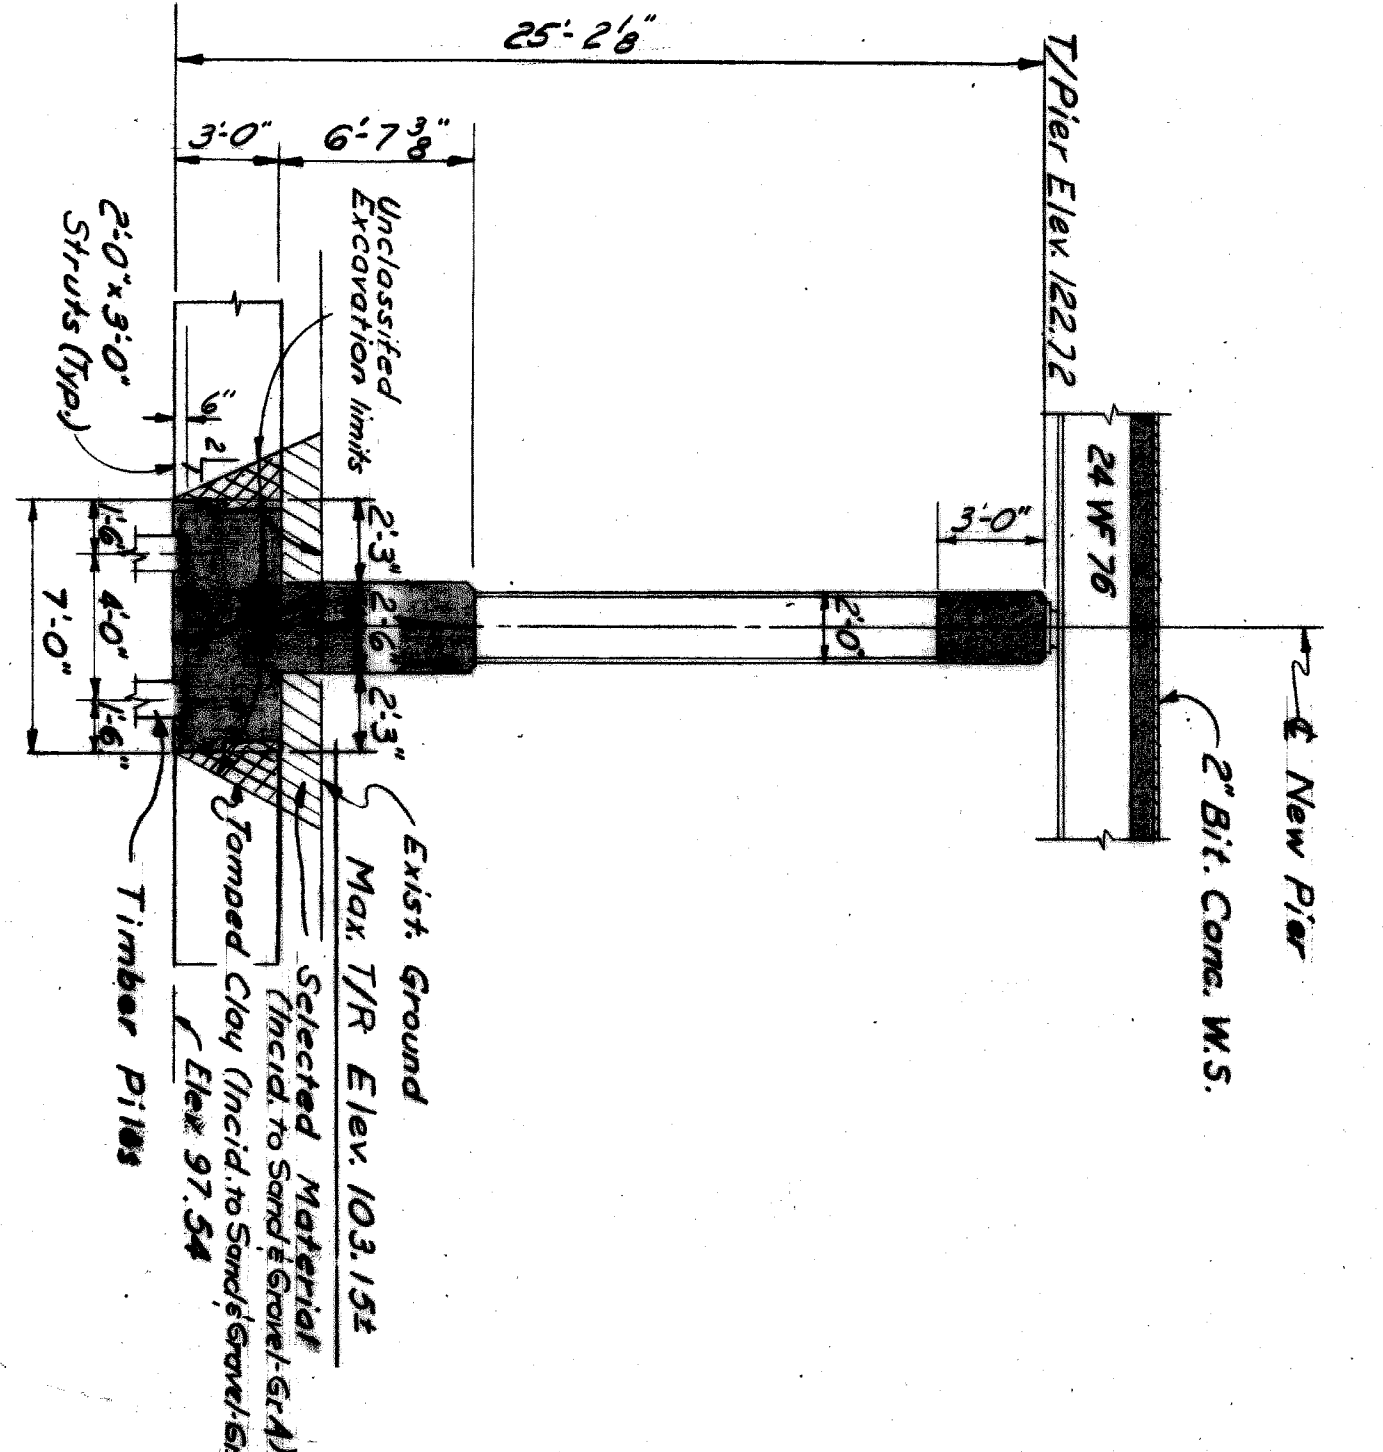 25'-2 1/8"
T/Pier Elev. 122.72
3'-0"
6'-7 3/8"
Unclassifed
Excavation limits
2'-0" x 3'-0"
Struts (Typ.)
6"
2
1
24 WF 76
3'-0"
2'-0"
2'-3"
2'-6"
2'-3"
1'-6"
4'-0"
1'-6"
7'-0"
℄ New Pier
2" Bit. Conc. W.S.
Exist. Ground
Max. T/R Elev. 103.15±
Selected Material
(Incid. to Sand & Gravel-Gr.A)
Tamped Clay (Incid. to Sand & Gravel-
Elev 97.54
Timber Piles